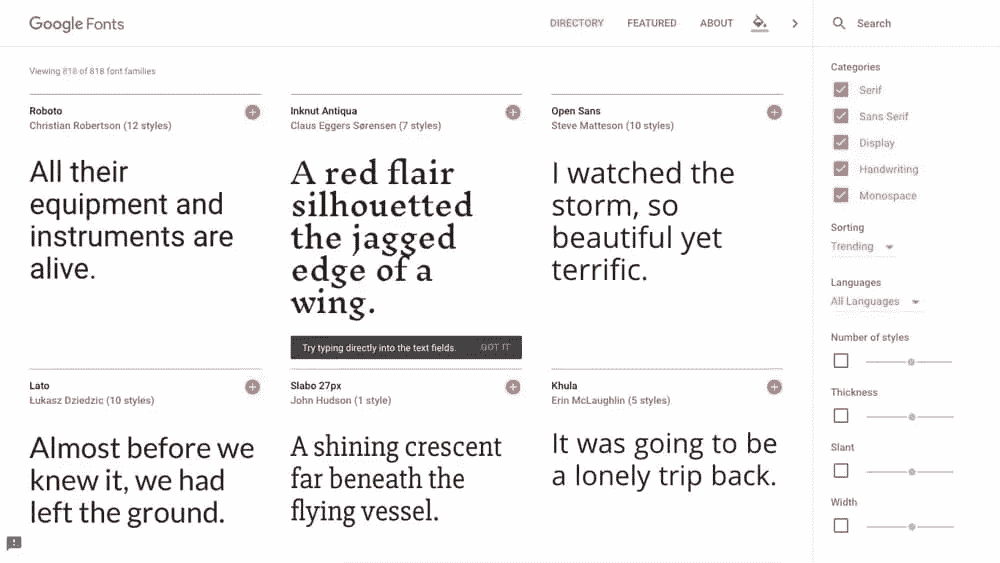 Google Fonts
DIRECTORY FEATURED ABOUT
Search
Viewing 818 of 818 font families
Roboto
Christian Robertson (12 styles)
All their
equipment and
instruments are
alive.
Inknut Antiqua
Claus Eggers Sørensen (7 styles)
A red flair
silhouetted
the jagged
edge of a
wing.
Try typing directly into the text fields. GOT IT
Open Sans
Steve Matteson (10 styles)
I watched the
storm, so
beautiful yet
terrific.
Lato
Łukasz Dziedzic (10 styles)
Almost before we
knew it, we had
left the ground.
Slabo 27px
John Hudson (1 style)
A shining crescent
far beneath the
flying vessel.
Khula
Erin McLaughlin (5 styles)
It was going to be
a lonely trip back.
Categories
Serif
Sans Serif
Display
Handwriting
Monospace
Sorting
Trending
Languages
All Languages
Number of styles
Thickness
Slant
Width